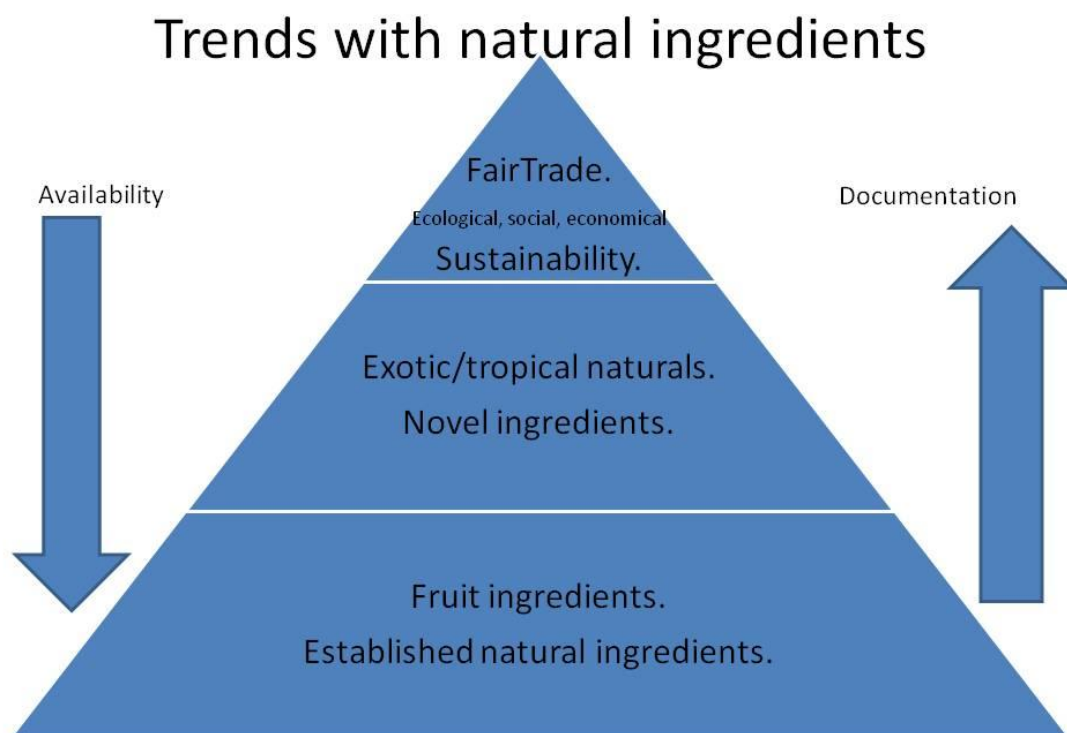 Trends with natural ingredients
Availability
Documentation
FairTrade.
Ecological, social, economical
Sustainability.
Exotic/tropical naturals.
Novel ingredients.
Fruit ingredients.
Established natural ingredients.